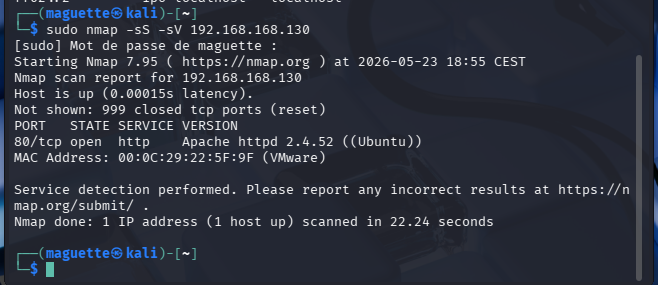 ┌──(maguette㉿kali)-[~]
└─$ sudo nmap -sS -sV 192.168.168.130
[sudo] Mot de passe de maguette :
Starting Nmap 7.95 ( https://nmap.org ) at 2026-05-23 18:55 CEST
Nmap scan report for 192.168.168.130
Host is up (0.00015s latency).
Not shown: 999 closed tcp ports (reset)
PORT   STATE SERVICE VERSION
80/tcp open  http    Apache httpd 2.4.52 ((Ubuntu))
MAC Address: 00:0C:29:22:5F:9F (VMware)

Service detection performed. Please report any incorrect results at https://n
map.org/submit/ .
Nmap done: 1 IP address (1 host up) scanned in 22.24 seconds

┌──(maguette㉿kali)-[~]
└─$